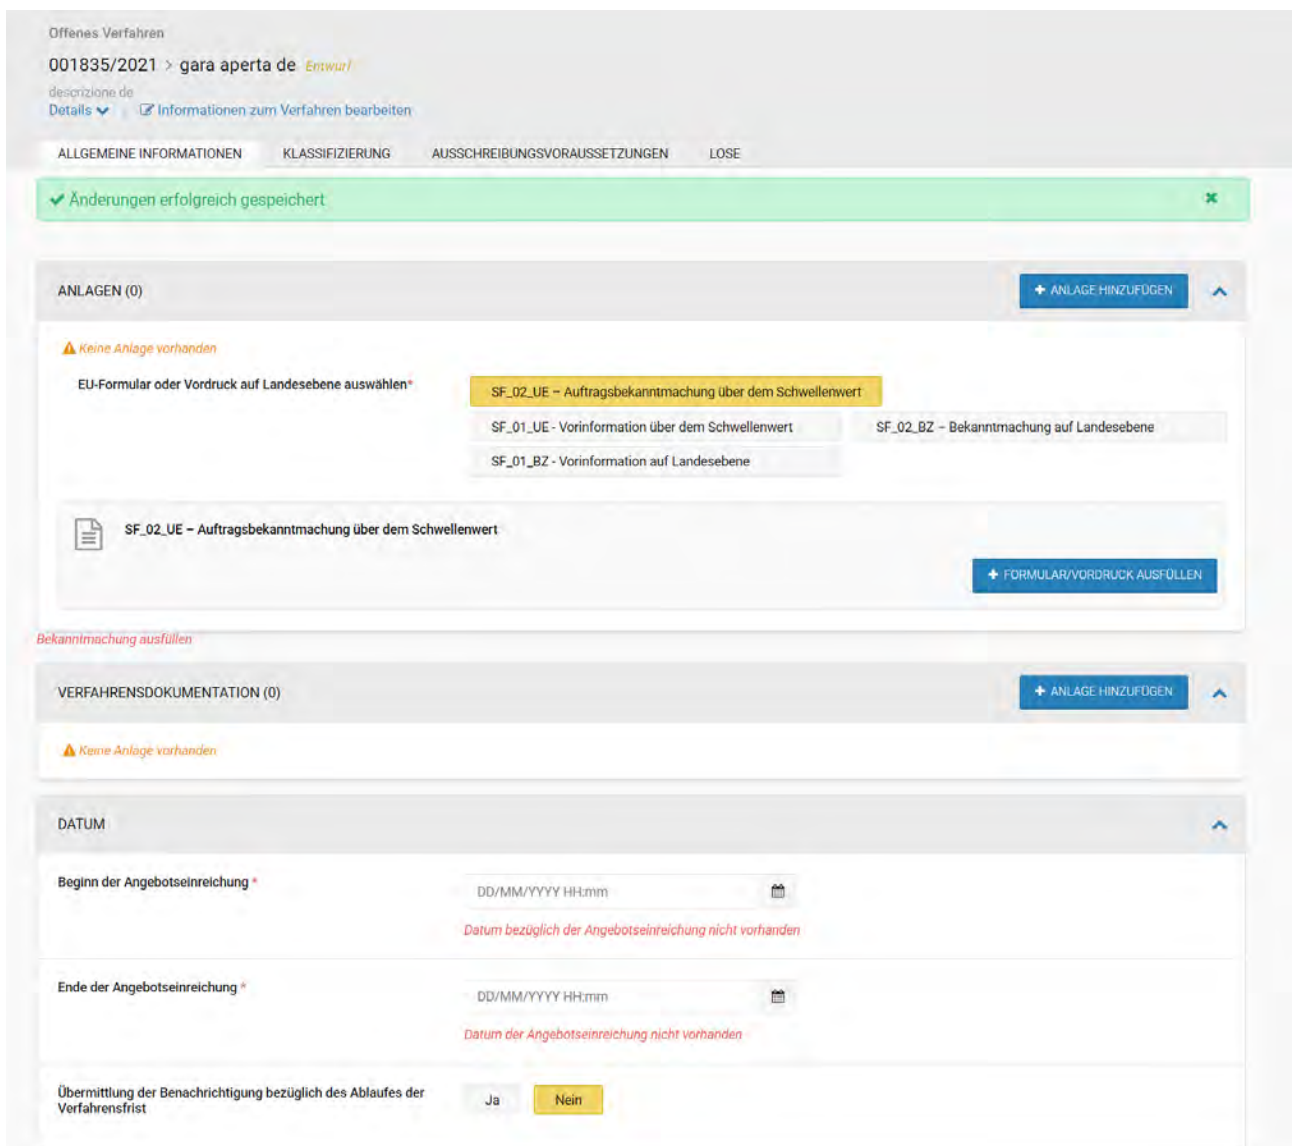 Offenes Verfahren
001835/2021 > gara aperta de Entwurf
descrizione de
Details Informationen zum Verfahren bearbeiten
ALLGEMEINE INFORMATIONEN KLASSIFIZIERUNG AUSSCHREIBUNGSVORAUSSETZUNGEN LOSE
Änderungen erfolgreich gespeichert
ANLAGEN (0) + ANLAGE HINZUFÜGEN
Keine Anlage vorhanden
EU-Formular oder Vordruck auf Landesebene auswählen* SF_02_UE – Auftragsbekanntmachung über dem Schwellenwert
SF_01_UE - Vorinformation über dem Schwellenwert SF_02_BZ – Bekanntmachung auf Landesebene
SF_01_BZ - Vorinformation auf Landesebene
SF_02_UE – Auftragsbekanntmachung über dem Schwellenwert
+ FORMULAR/VORDRUCK AUSFÜLLEN
Bekanntmachung ausfüllen
VERFAHRENSDOKUMENTATION (0) + ANLAGE HINZUFÜGEN
Keine Anlage vorhanden
DATUM
Beginn der Angebotseinreichung * DD/MM/YYYY HH:mm
Datum bezüglich der Angebotseinreichung nicht vorhanden
Ende der Angebotseinreichung * DD/MM/YYYY HH:mm
Datum der Angebotseinreichung nicht vorhanden
Übermittlung der Benachrichtigung bezüglich des Ablaufes der
Verfahrensfrist Ja Nein